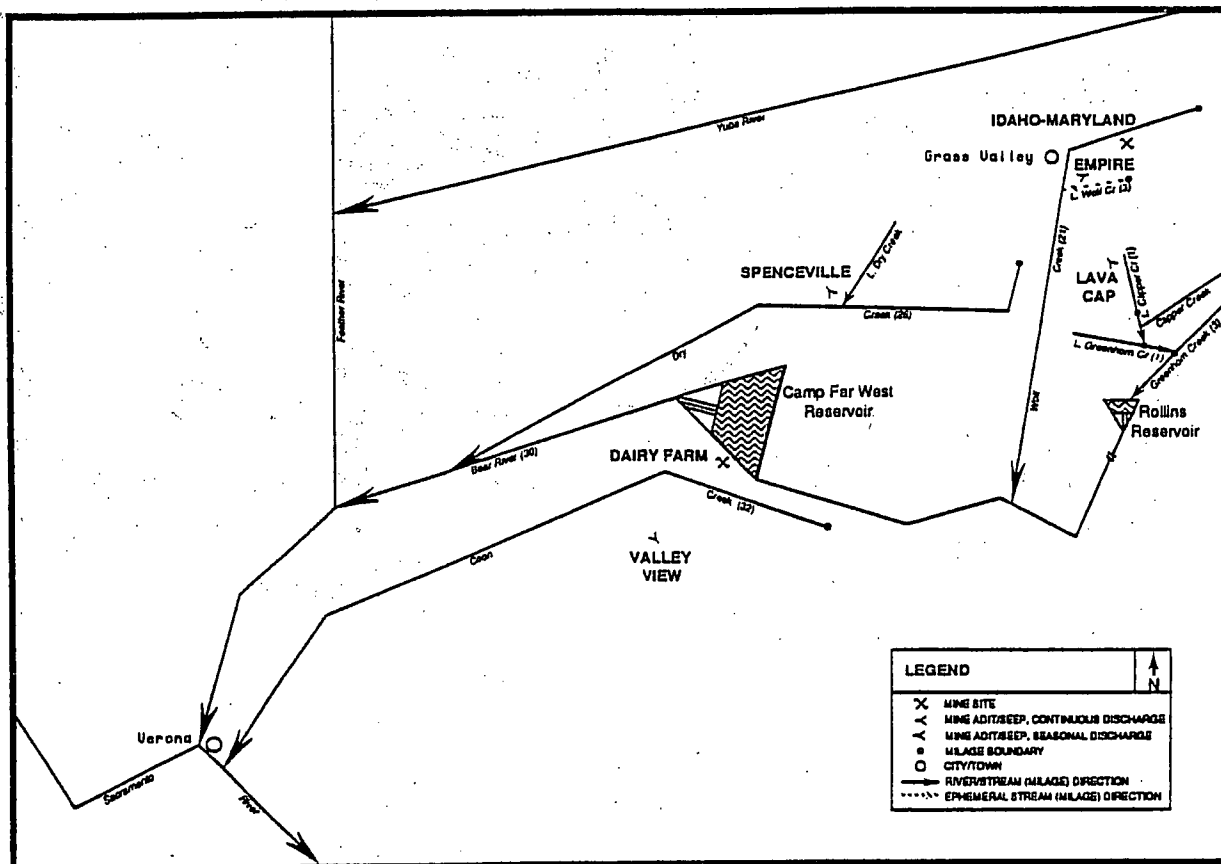 Yuba River
IDAHO-MARYLAND
Grass Valley
EMPIRE
L. Wolf Cr (2)
Feather River
Creek (21)
L. Dry Creek
SPENCEVILLE
LAVA
CAP
L. Clipper Cr (1)
Clipper Creek
Creek (26)
L. Greenhorn Cr (1)
Greenhorn Creek (3)
Dry
Wolf
Camp Far West
Reservoir
Rollins
Reservoir
Bear River (30)
DAIRY FARM
Creek (32)
Coon
VALLEY
VIEW
Verona
Sacramento
River
LEGEND
N
MINE SITE
MINE ADIT/SEEP, CONTINUOUS DISCHARGE
MINE ADIT/SEEP, SEASONAL DISCHARGE
MILAGE BOUNDARY
CITY/TOWN
RIVER/STREAM (MILAGE) DIRECTION
EPHEMERAL STREAM (MILAGE) DIRECTION